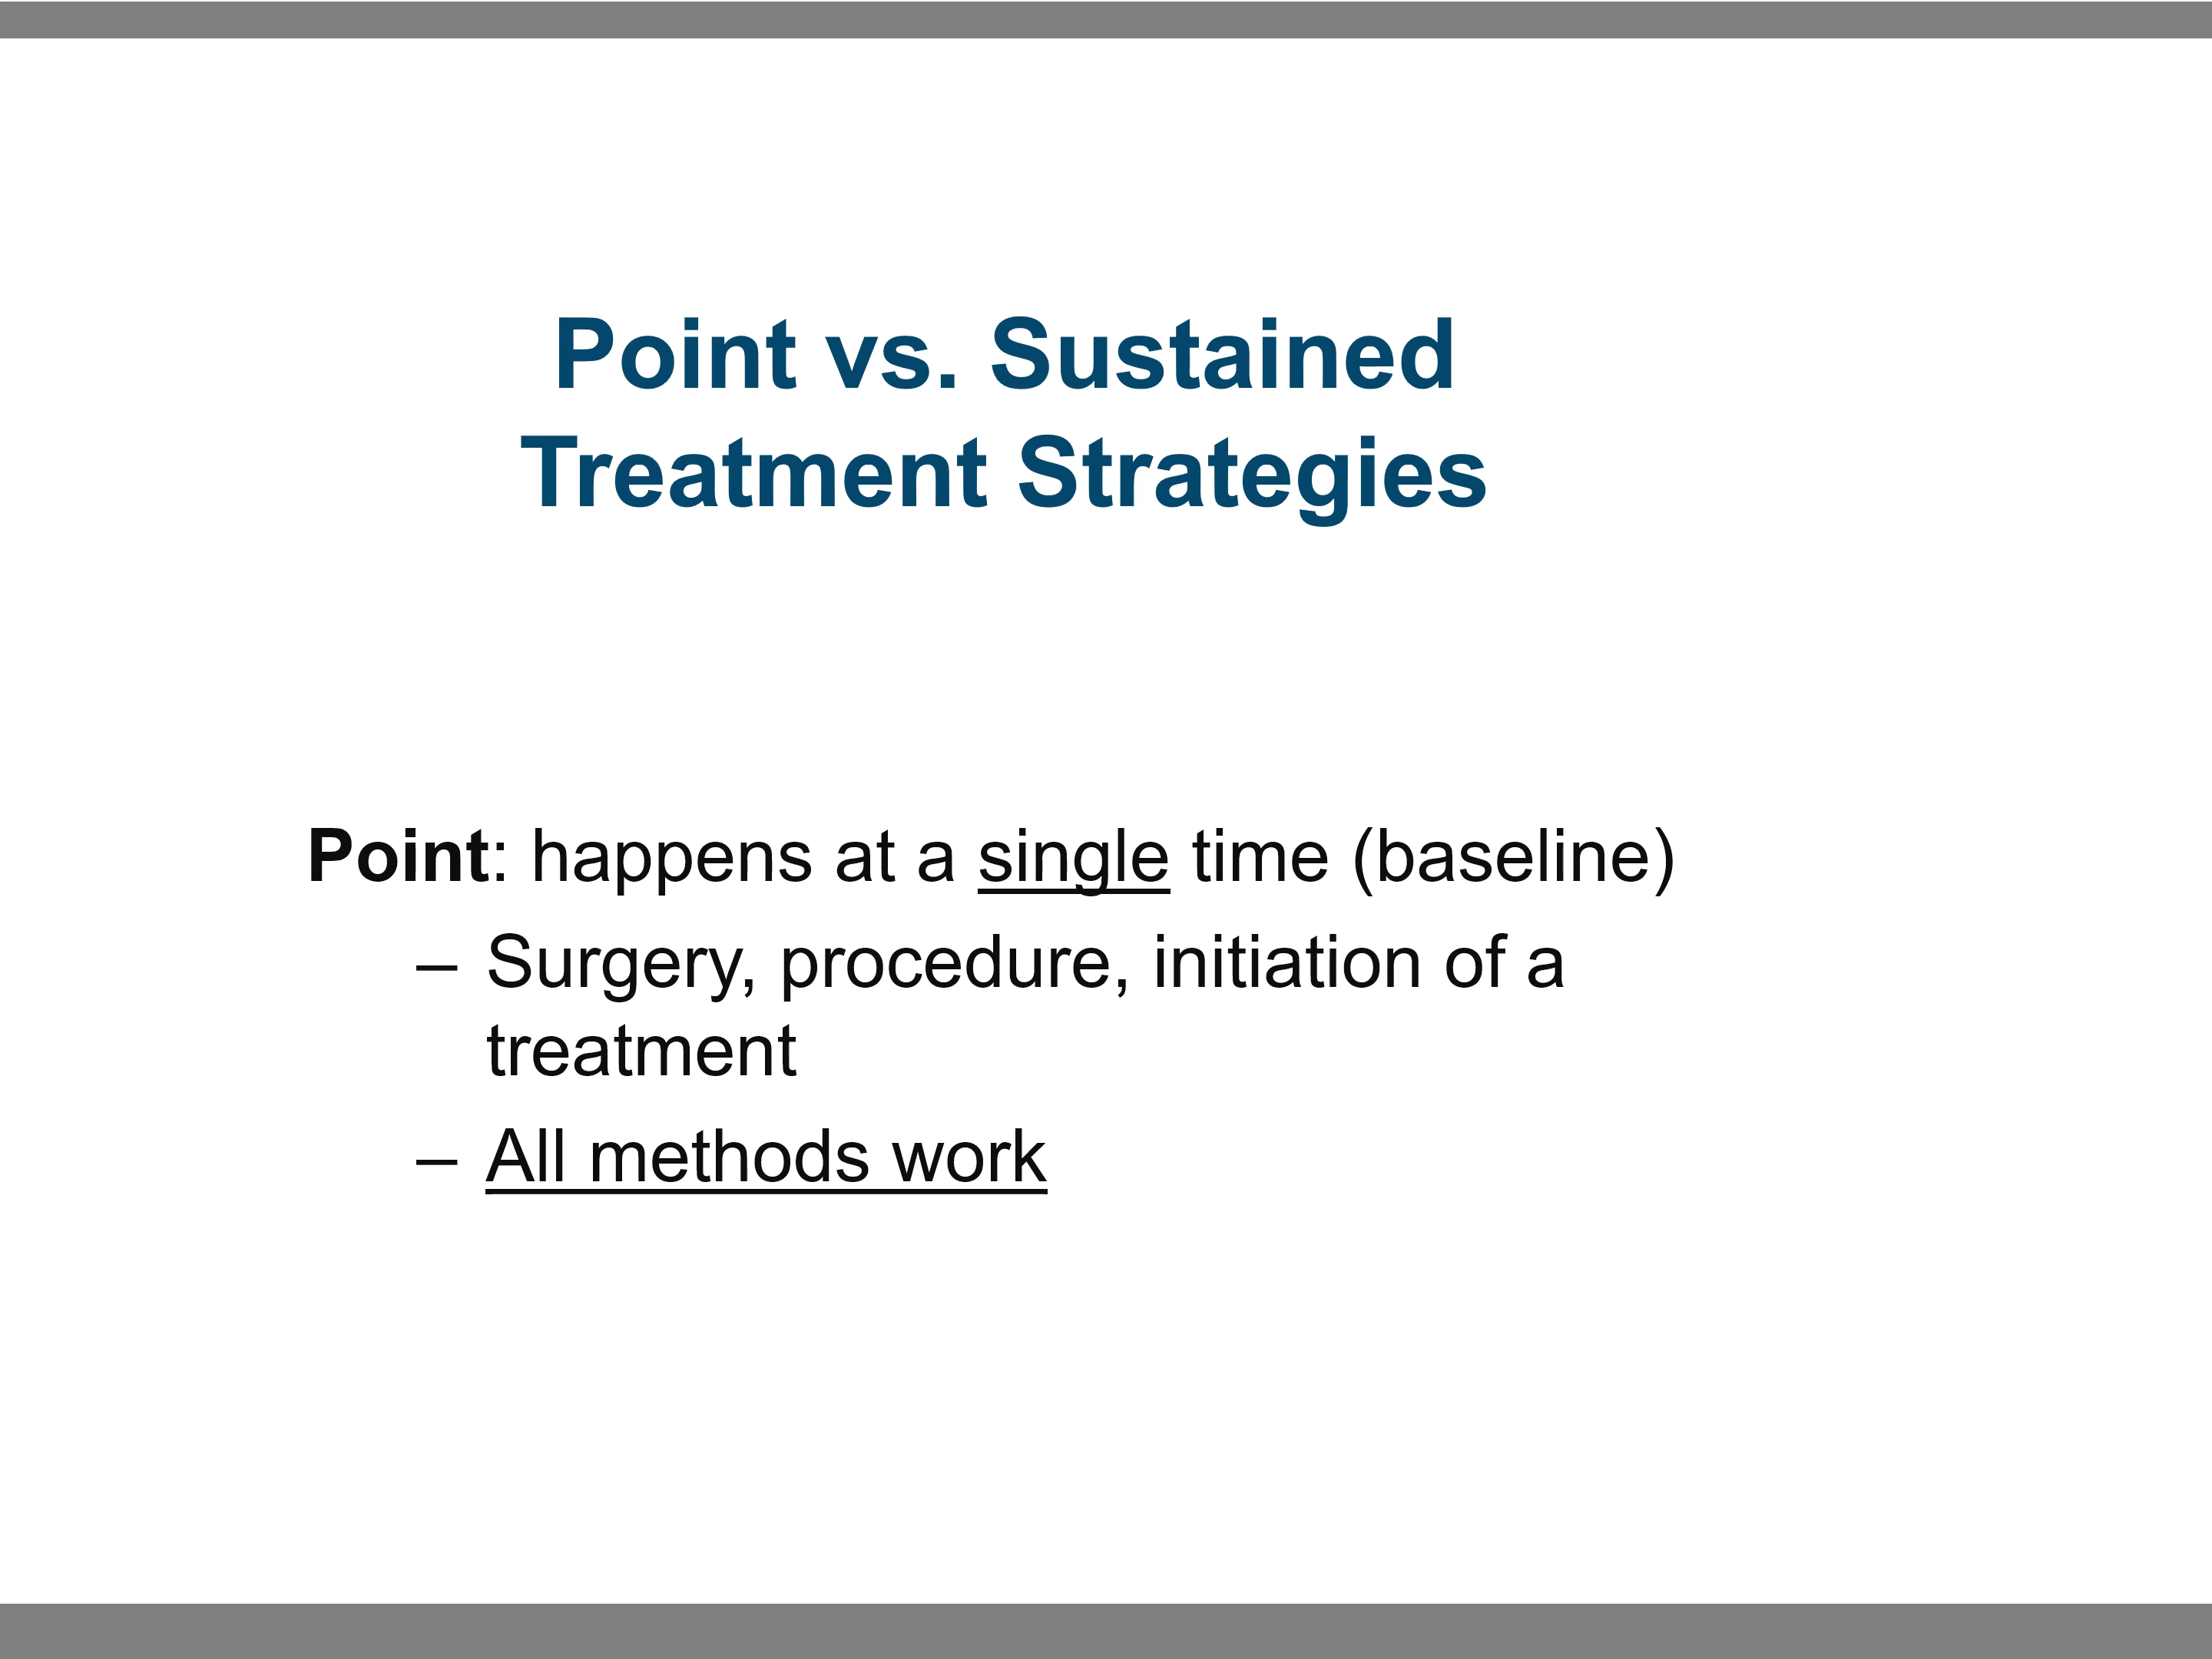 Point vs. Sustained
Treatment Strategies
Point: happens at a single time (baseline)
– Surgery, procedure, initiation of a
treatment
– All methods work